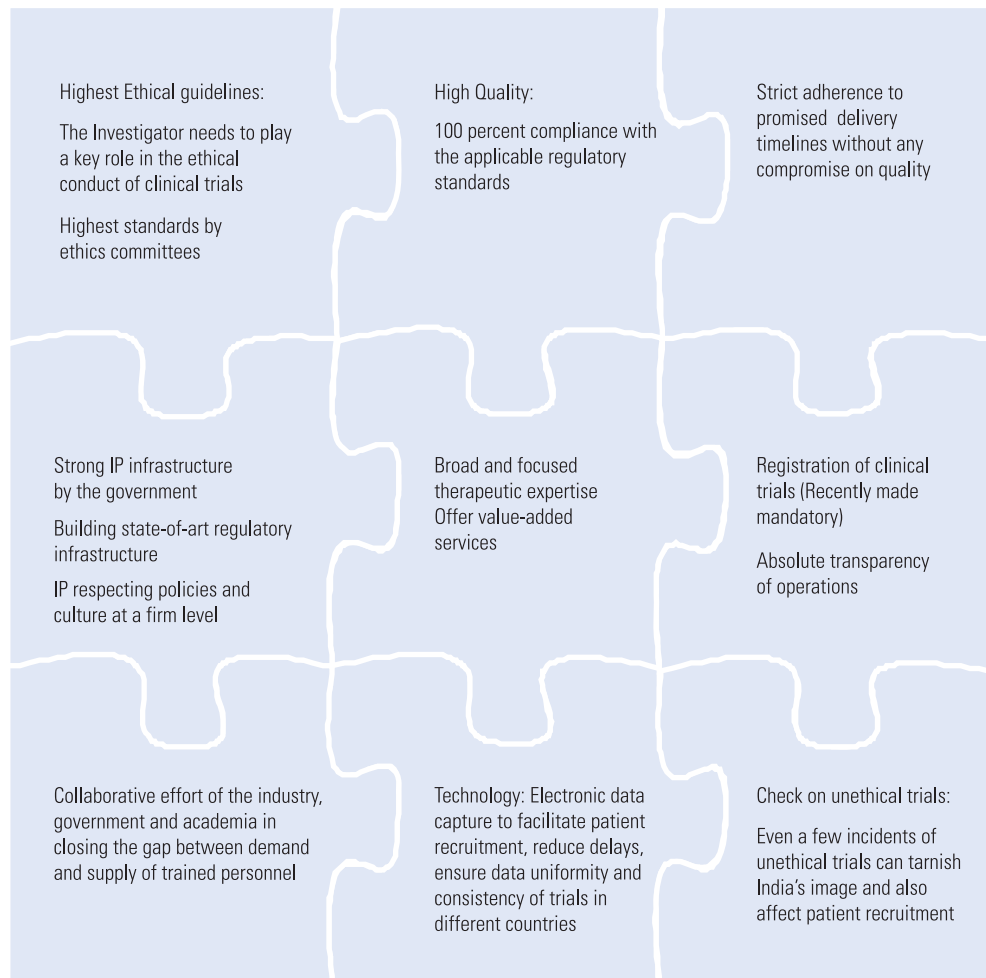 Highest Ethical guidelines:
The Investigator needs to play
a key role in the ethical
conduct of clinical trials
Highest standards by
ethics committees
High Quality:
100 percent compliance with
the applicable regulatory
standards
Strict adherence to
promised delivery
timelines without any
compromise on quality
Strong IP infrastructure
by the government
Building state-of-art regulatory
infrastructure
IP respecting policies and
culture at a firm level
Broad and focused
therapeutic expertise
Offer value-added
services
Registration of clinical
trials (Recently made
mandatory)
Absolute transparency
of operations
Collaborative effort of the industry,
government and academia in
closing the gap between demand
and supply of trained personnel
Technology: Electronic data
capture to facilitate patient
recruitment, reduce delays,
ensure data uniformity and
consistency of trials in
different countries
Check on unethical trials:
Even a few incidents of
unethical trials can tarnish
India's image and also
affect patient recruitment